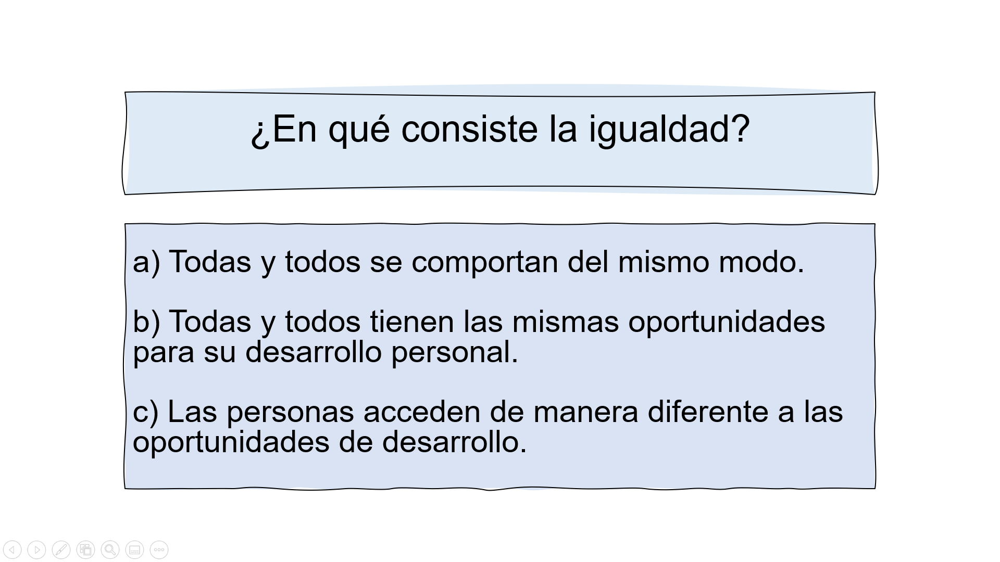 ¿En qué consiste la igualdad?
a) Todas y todos se comportan del mismo modo.
b) Todas y todos tienen las mismas oportunidades
para su desarrollo personal.
c) Las personas acceden de manera diferente a las
oportunidades de desarrollo.